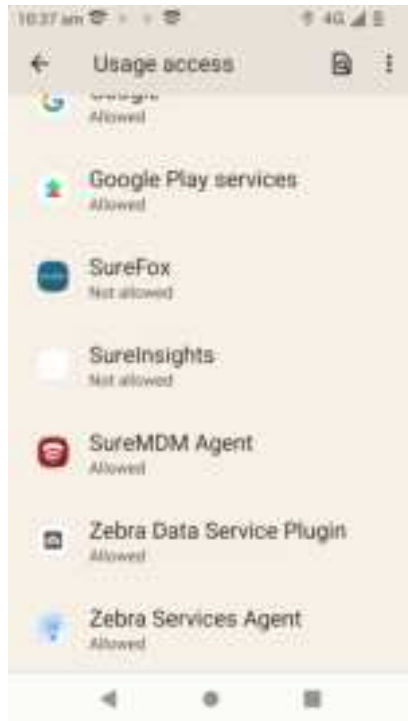 10:37 am 4G
Usage access
Google
Allowed
Google Play services
Allowed
SureFox
Not allowed
SureInsights
Not allowed
SureMDM Agent
Allowed
Zebra Data Service Plugin
Allowed
Zebra Services Agent
Allowed